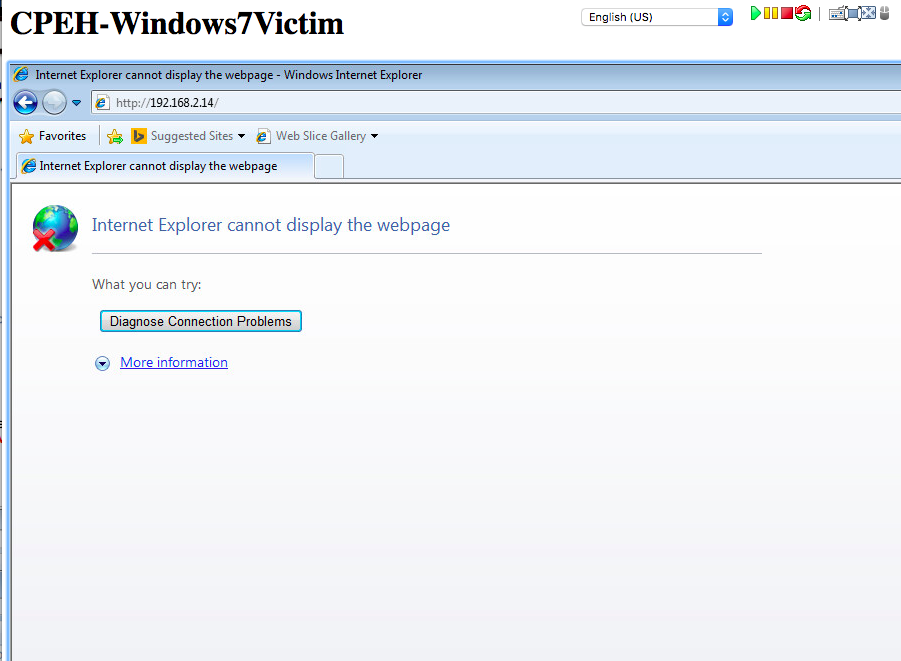 CPEH-Windows7Victim
English (US)
Internet Explorer cannot display the webpage - Windows Internet Explorer
http://192.168.2.14/
Favorites Suggested Sites Web Slice Gallery
Internet Explorer cannot display the webpage
Internet Explorer cannot display the webpage
What you can try:
Diagnose Connection Problems
More information